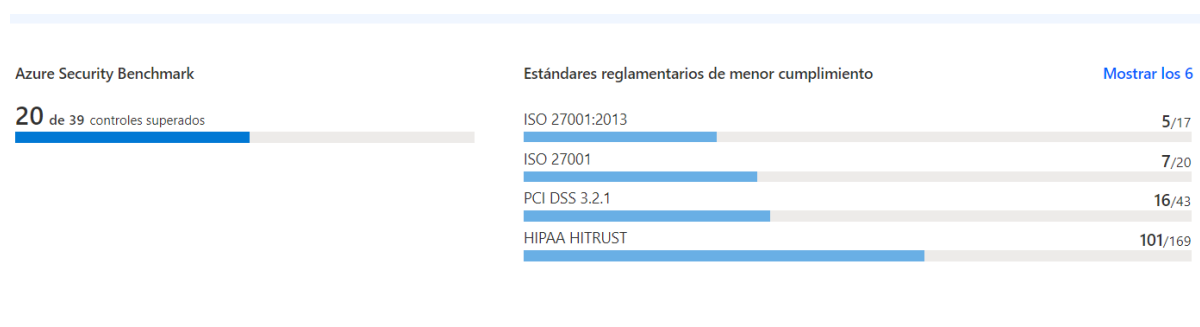 Azure Security Benchmark
20 de 39 controles superados
Estándares reglamentarios de menor cumplimiento
Mostrar los 6
ISO 27001:2013
5/17
ISO 27001
7/20
PCI DSS 3.2.1
16/43
HIPAA HITRUST
101/169